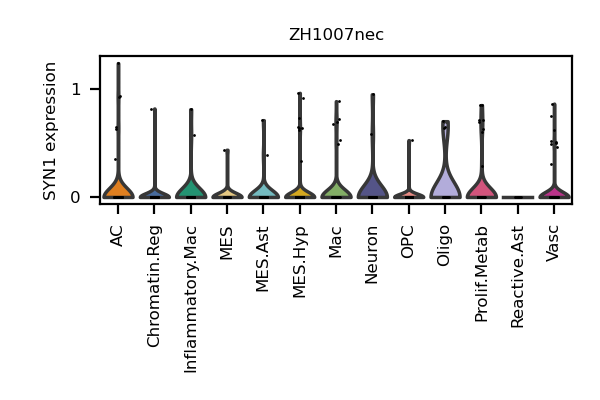 ZH1007nec
SYN1 expression
1
0
AC
Chromatin.Reg
Inflammatory.Mac
MES
MES.Ast
MES.Hyp
Mac
Neuron
OPC
Oligo
Prolif.Metab
Reactive.Ast
Vasc